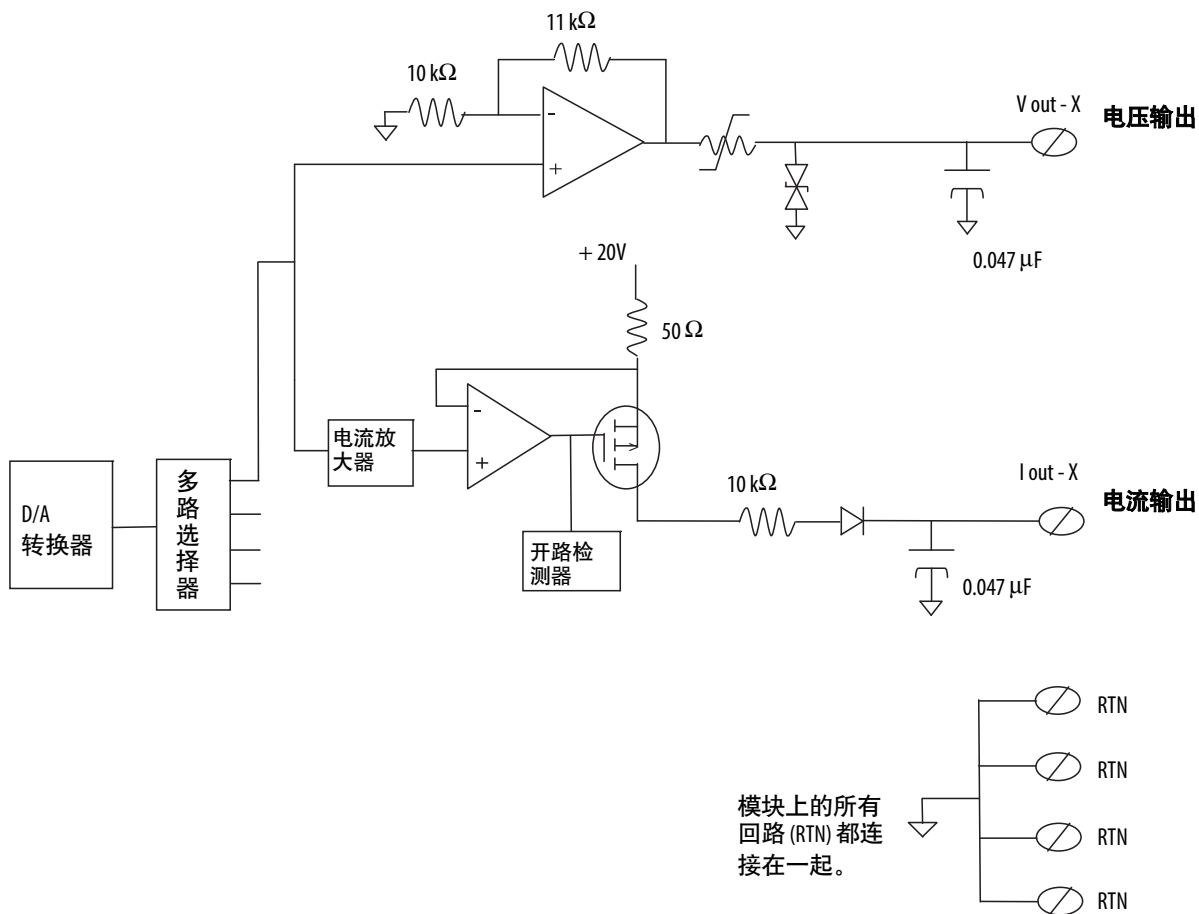 11 kΩ
10 kΩ
-
+
V out - X
电压输出
0.047 μF
+ 20V
50 Ω
-
+
电流放
大器
D/A
转换器
多
路
选
择
器
开路检
测器
10 kΩ
I out - X
电流输出
0.047 μF
RTN
RTN
RTN
RTN
模块上的所有
回路 (RTN) 都连
接在一起。